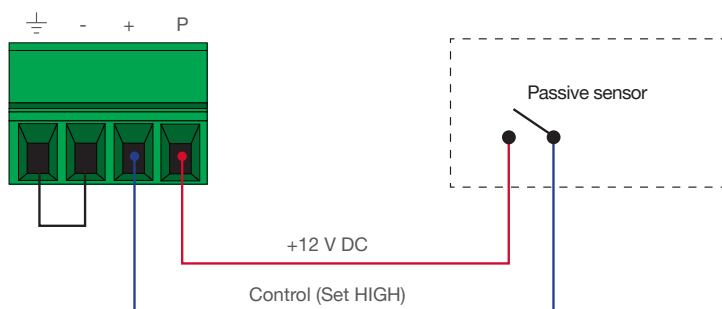 ⏚ - + P
Passive sensor
+12 V DC
Control (Set HIGH)